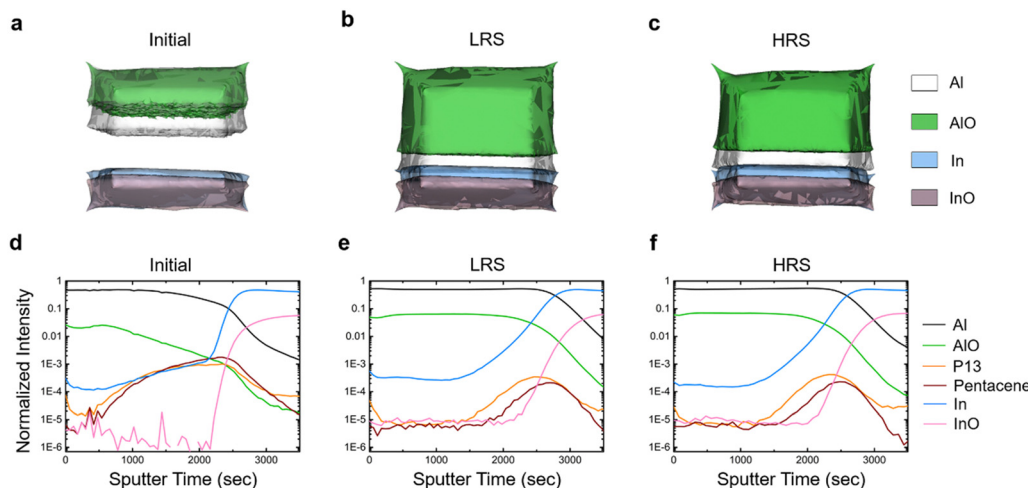 a
Initial
b
LRS
c
HRS
Al
AlO
In
InO
d
Initial
e
LRS
f
HRS
Normalized Intensity
1
0.1
0.01
1E-3
1E-4
1E-5
1E-6
0 1000 2000 3000
Sputter Time (sec)
1
0.1
0.01
1E-3
1E-4
1E-5
1E-6
0 1000 2000 3000
Sputter Time (sec)
1
0.1
0.01
1E-3
1E-4
1E-5
1E-6
0 1000 2000 3000
Sputter Time (sec)
Al
AlO
P13
Pentacene
In
InO